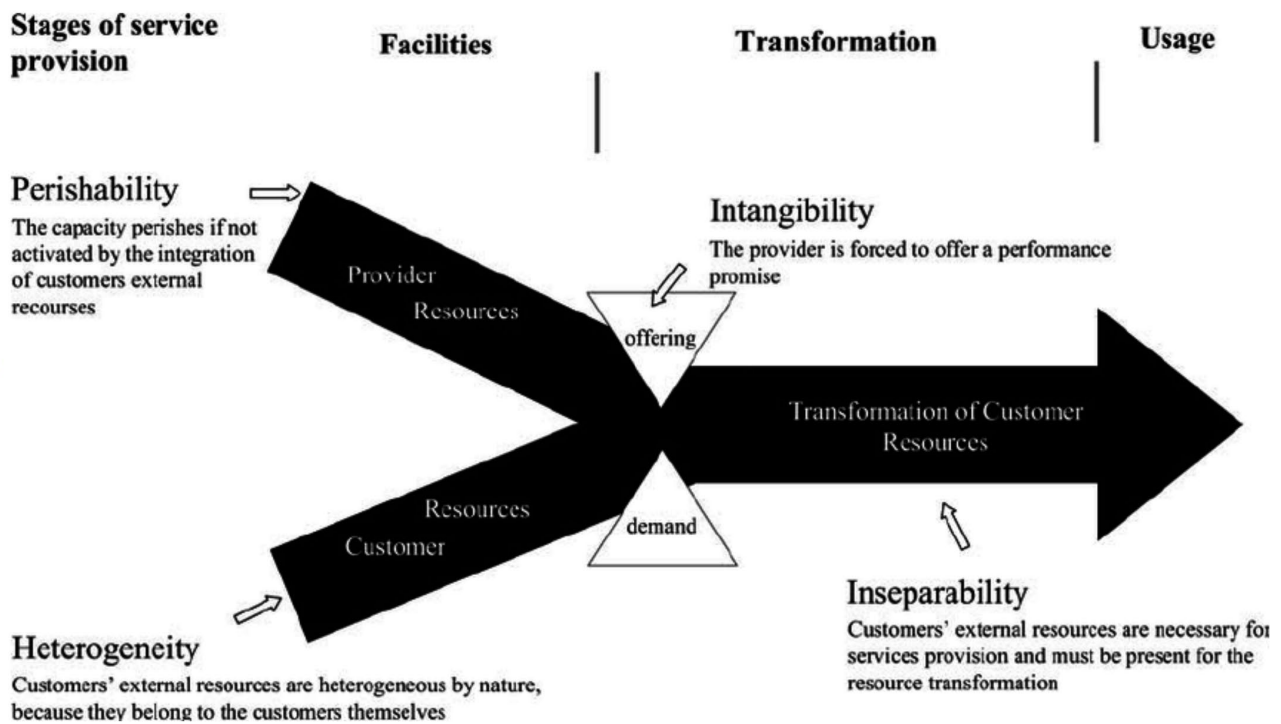 Stages of service
provision
Facilities
Transformation
Usage
Perishability
The capacity perishes if not
activated by the integration
of customers external
recourses
Intangibility
The provider is forced to offer a performance
promise
Provider
Resources
offering
Transformation of Customer
Resources
Resources
Customer
demand
Heterogeneity
Customers' external resources are heterogeneous by nature,
because they belong to the customers themselves
Inseparability
Customers' external resources are necessary for
services provision and must be present for the
resource transformation